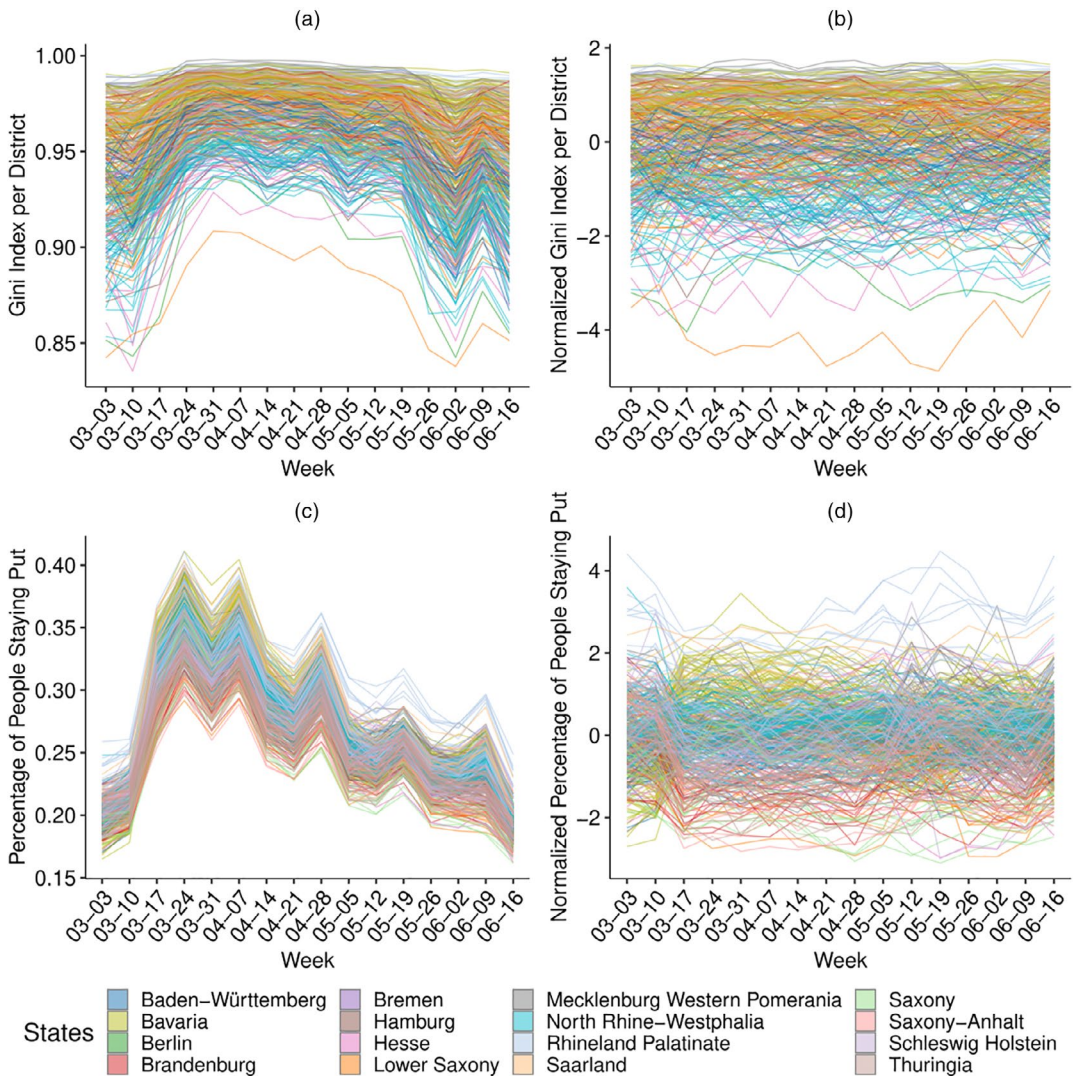 (a)
Gini Index per District
1.00
0.95
0.90
0.85
03−03
03−10
03−17
03−24
03−31
04−07
04−14
04−21
04−28
05−05
05−12
05−19
05−26
06−02
06−09
06−16
Week
(b)
Normalized Gini Index per District
2
0
−2
−4
03−03
03−10
03−17
03−24
03−31
04−07
04−14
04−21
04−28
05−05
05−12
05−19
05−26
06−02
06−09
06−16
Week
(c)
Percentage of People Staying Put
0.40
0.35
0.30
0.25
0.20
0.15
03−03
03−10
03−17
03−24
03−31
04−07
04−14
04−21
04−28
05−05
05−12
05−19
05−26
06−02
06−09
06−16
Week
(d)
Normalized Percentage of People Staying Put
4
2
0
−2
03−03
03−10
03−17
03−24
03−31
04−07
04−14
04−21
04−28
05−05
05−12
05−19
05−26
06−02
06−09
06−16
Week
States
Baden−Württemberg
Bavaria
Berlin
Brandenburg
Bremen
Hamburg
Hesse
Lower Saxony
Mecklenburg Western Pomerania
North Rhine−Westphalia
Rhineland Palatinate
Saarland
Saxony
Saxony−Anhalt
Schleswig Holstein
Thuringia